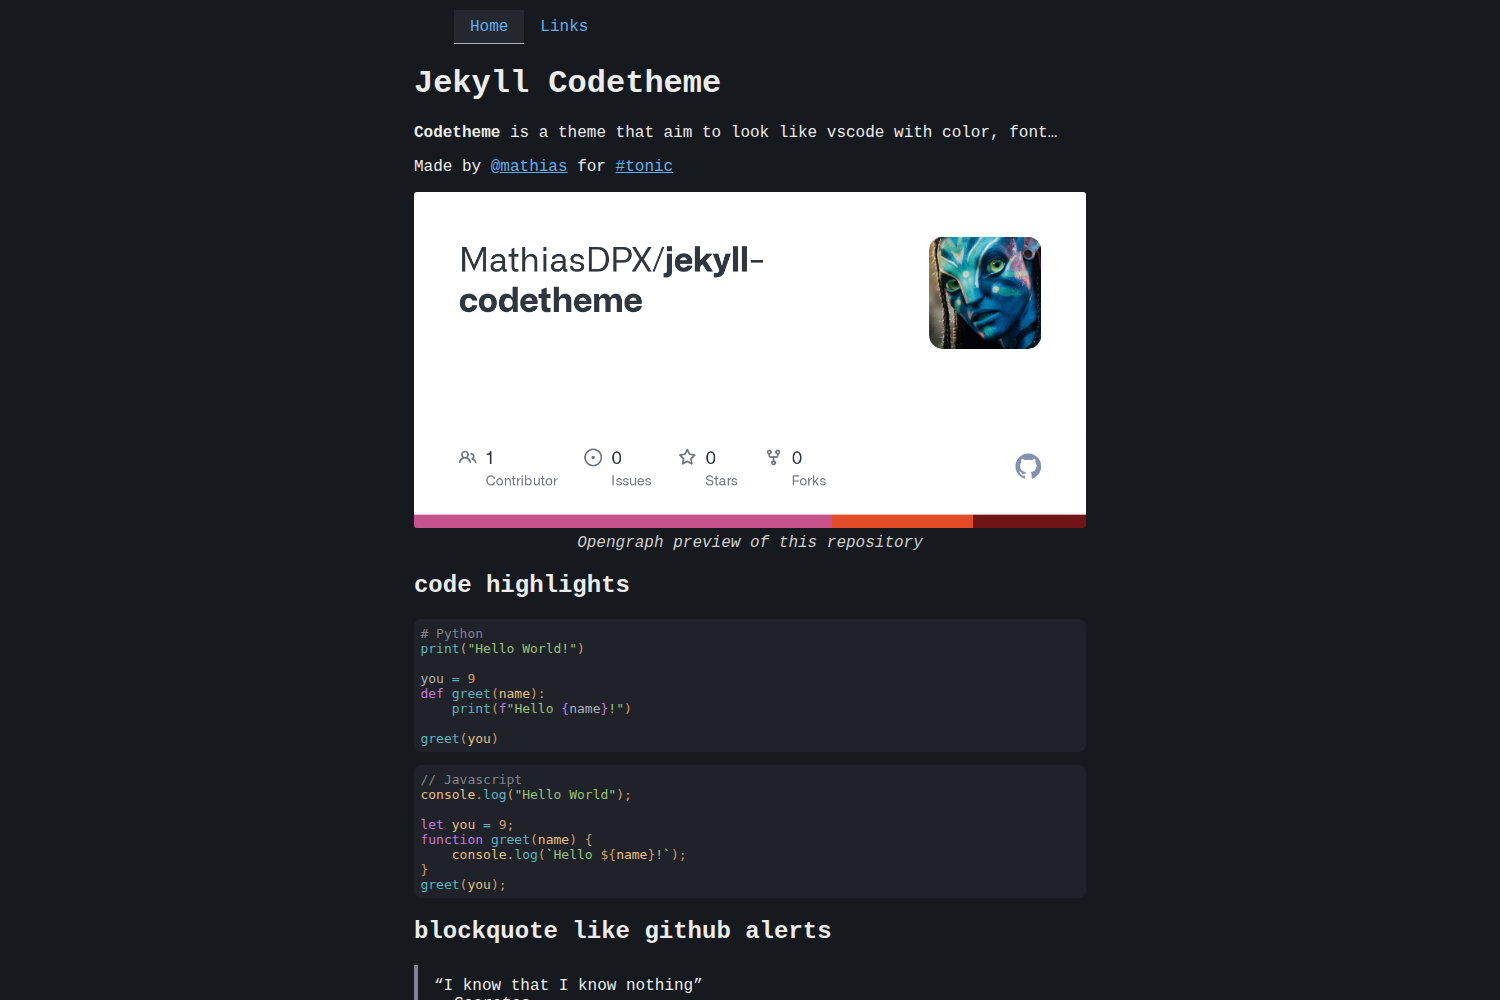 Home Links
Jekyll Codetheme
Codetheme is a theme that aim to look like vscode with color, font…
Made by @mathias for #tonic
MathiasDPX/jekyll-
codetheme
1 0 0 0
Contributor Issues Stars Forks
Opengraph preview of this repository
code highlights
# Python
print("Hello World!")
you = 9
def greet(name):
    print(f"Hello {name}!")
greet(you)
// Javascript
console.log("Hello World");
let you = 9;
function greet(name) {
    console.log(`Hello ${name}!`);
}
greet(you);
blockquote like github alerts
“I know that I know nothing”